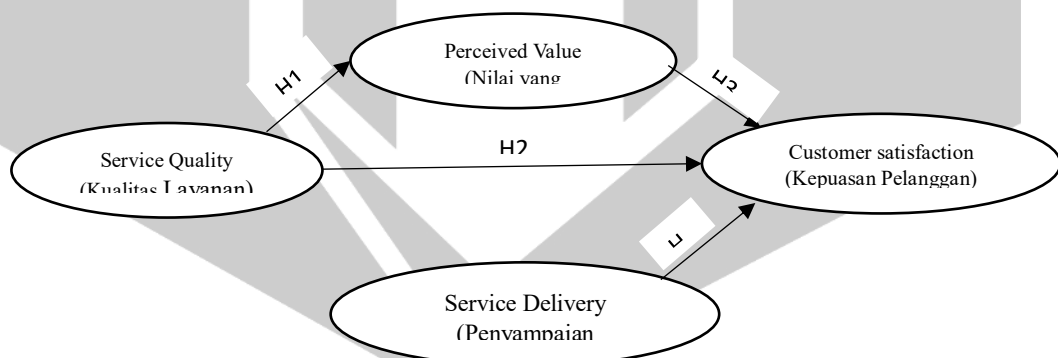 Perceived Value
(Nilai yang
H1
H3
Service Quality
(Kualitas Layanan)
H2
Customer satisfaction
(Kepuasan Pelanggan)
Service Delivery
(Penyampaian